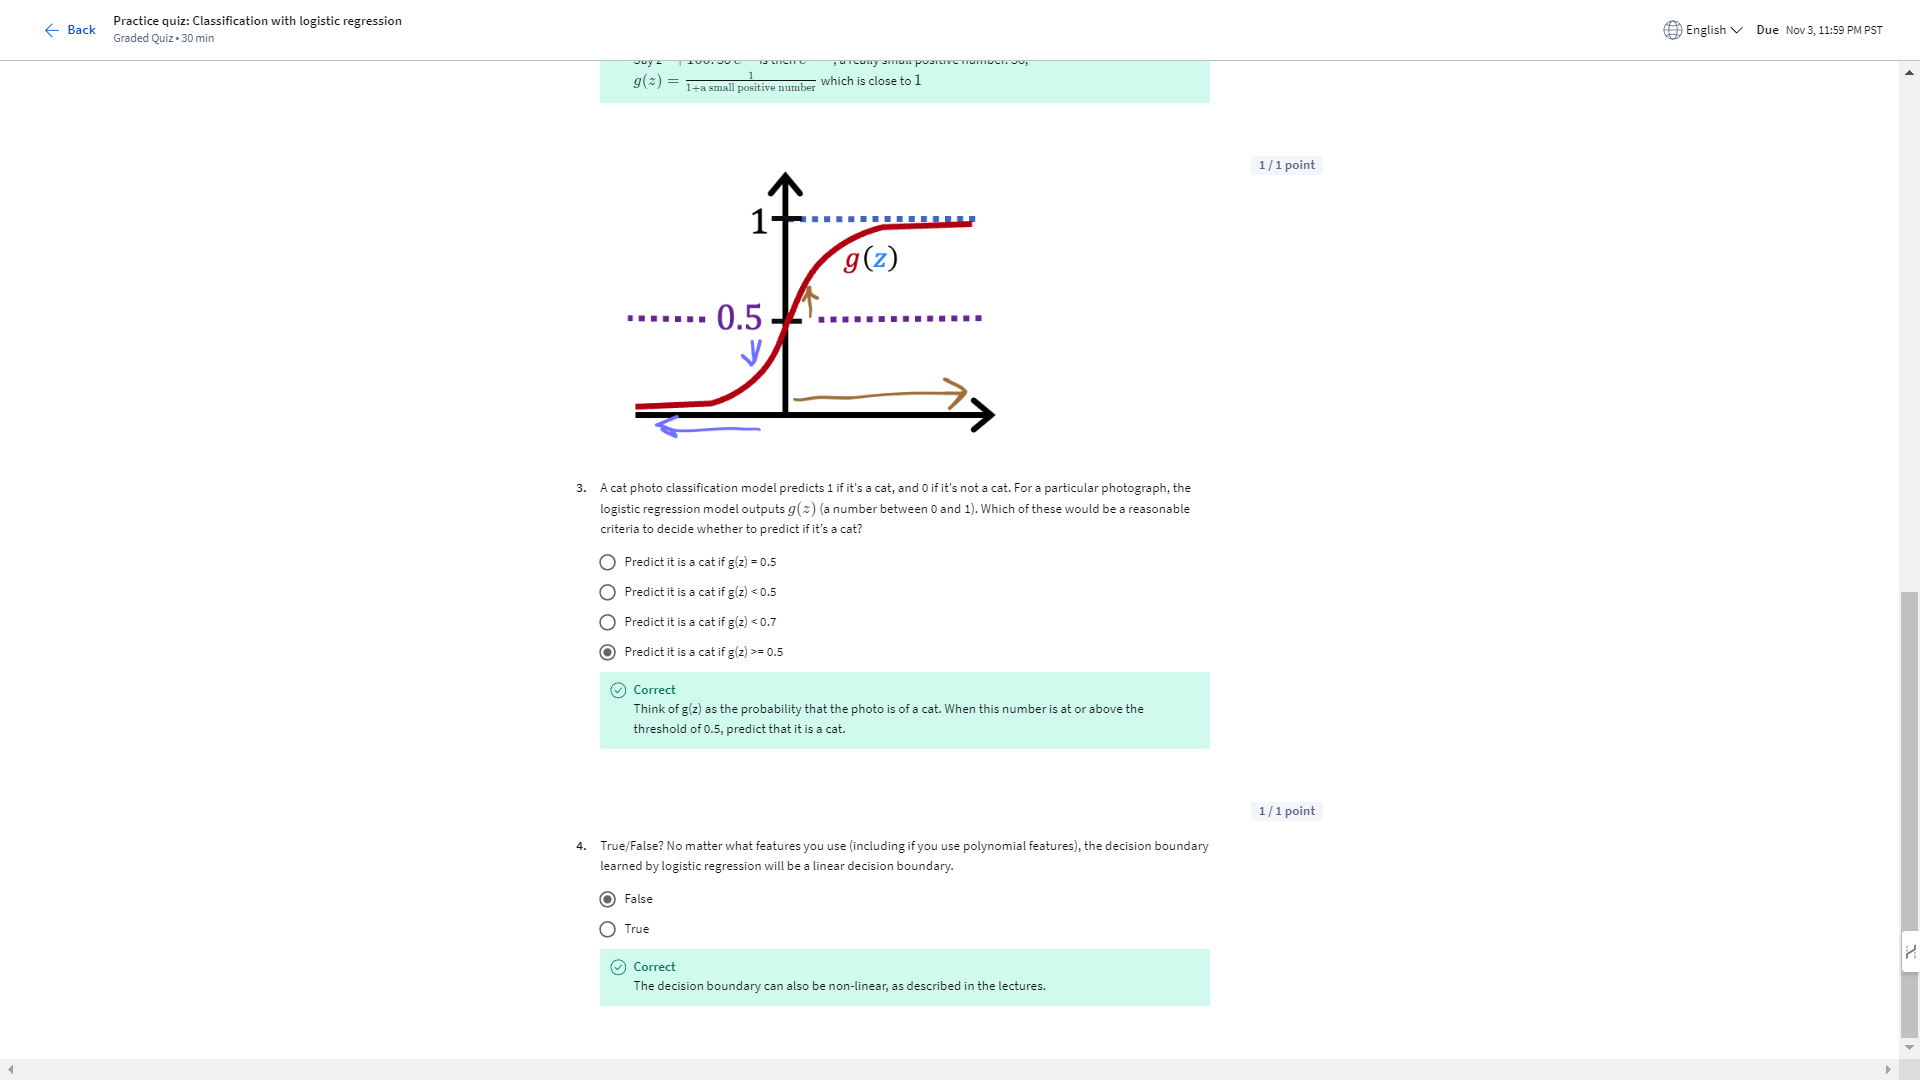 Back
Practice quiz: Classification with logistic regression
Graded Quiz • 30 min
English
Due Nov 3, 11:59 PM PST
g(z) = 1/1+a small positive number which is close to 1
1 / 1 point
1
g(z)
0.5
3. A cat photo classification model predicts 1 if it's a cat, and 0 if it's not a cat. For a particular photograph, the
logistic regression model outputs g(z) (a number between 0 and 1). Which of these would be a reasonable
criteria to decide whether to predict if it's a cat?
Predict it is a cat if g(z) = 0.5
Predict it is a cat if g(z) < 0.5
Predict it is a cat if g(z) < 0.7
Predict it is a cat if g(z) >= 0.5
Correct
Think of g(z) as the probability that the photo is of a cat. When this number is at or above the
threshold of 0.5, predict that it is a cat.
1 / 1 point
4. True/False? No matter what features you use (including if you use polynomial features), the decision boundary
learned by logistic regression will be a linear decision boundary.
False
True
Correct
The decision boundary can also be non-linear, as described in the lectures.